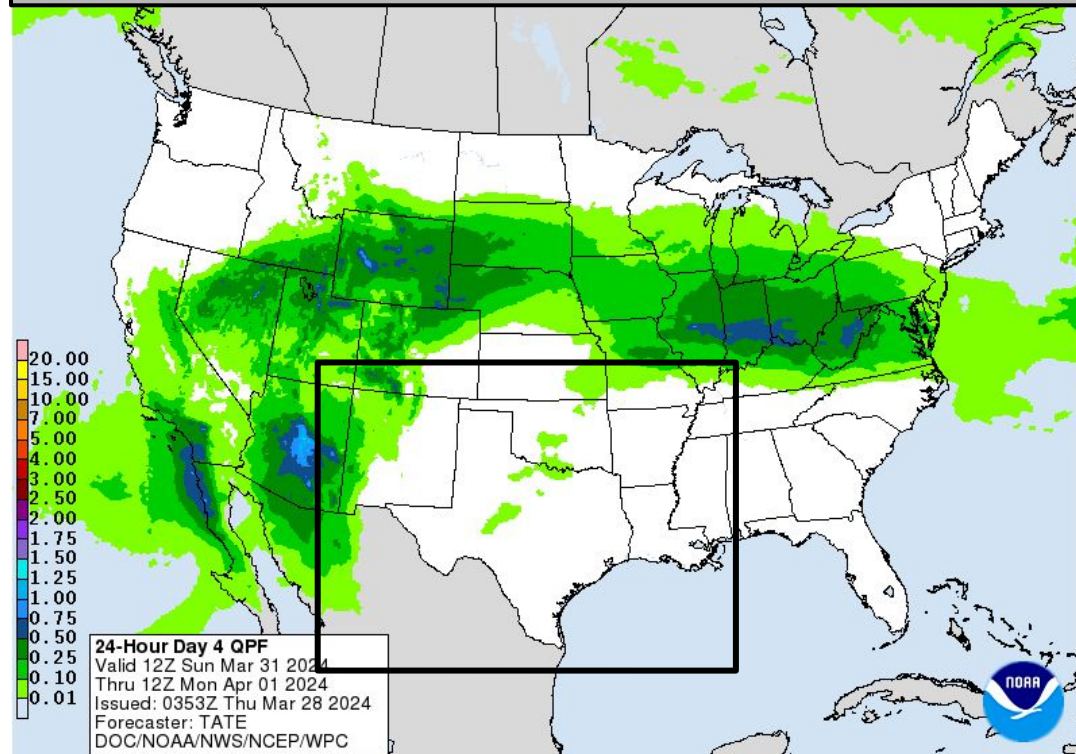 20.00
15.00
10.00
7.00
5.00
4.00
3.00
2.50
2.00
1.75
1.50
1.25
1.00
0.75
0.50
0.25
0.10
0.01
24-Hour Day 4 QPF
Valid 12Z Sun Mar 31 2024
Thru 12Z Mon Apr 01 2024
Issued: 0353Z Thu Mar 28 2024
Forecaster: TATE
DOC/NOAA/NWS/NCEP/WPC
NOAA